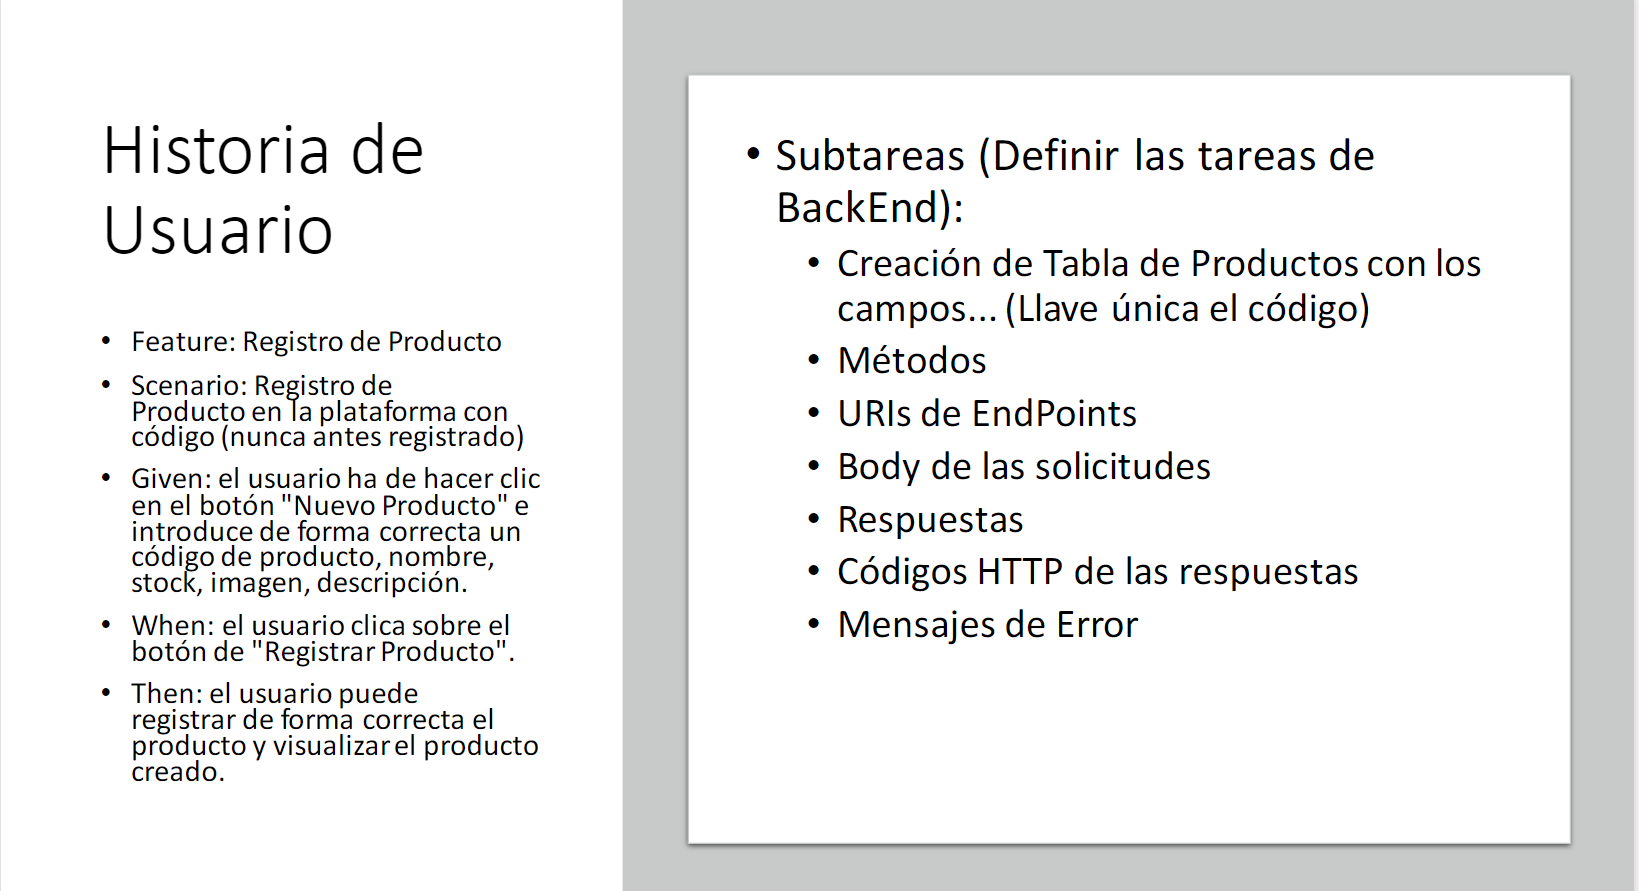 Historia de
Usuario
• Feature: Registro de Producto
• Scenario: Registro de
Producto en la plataforma con
código (nunca antes registrado)
• Given: el usuario ha de hacer clic
en el botón "Nuevo Producto" e
introduce de forma correcta un
código de producto, nombre,
stock, imagen, descripción.
• When: el usuario clica sobre el
botón de "Registrar Producto".
• Then: el usuario puede
registrar de forma correcta el
producto y visualizar el producto
creado.
• Subtareas (Definir las tareas de
BackEnd):
• Creación de Tabla de Productos con los
campos... (Llave única el código)
• Métodos
• URIs de EndPoints
• Body de las solicitudes
• Respuestas
• Códigos HTTP de las respuestas
• Mensajes de Error